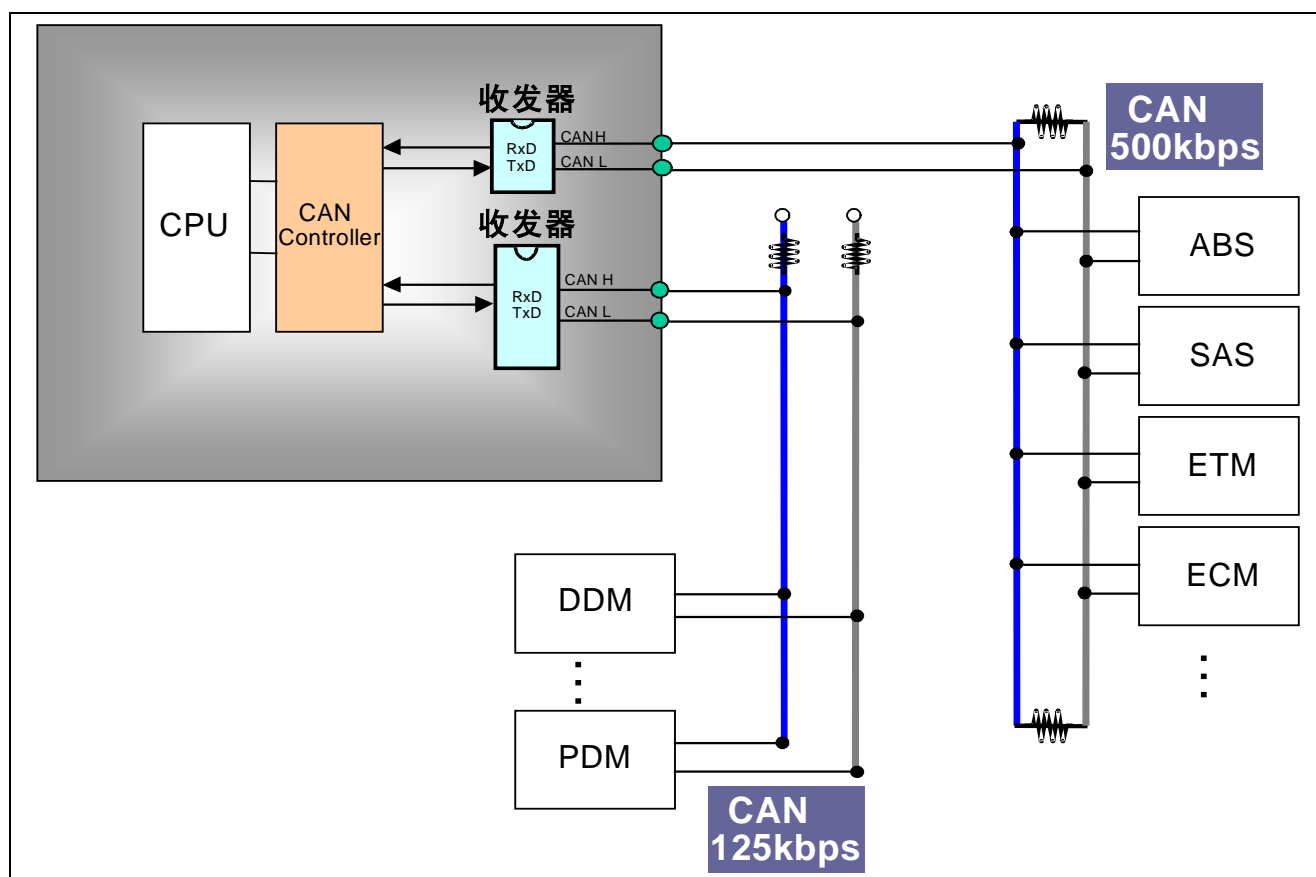 收发器
CANH
CAN L
RxD
TxD
CPU
CAN
Controller
收发器
CAN H
CAN L
RxD
TxD
CAN
500kbps
ABS
SAS
ETM
ECM
DDM
PDM
CAN
125kbps